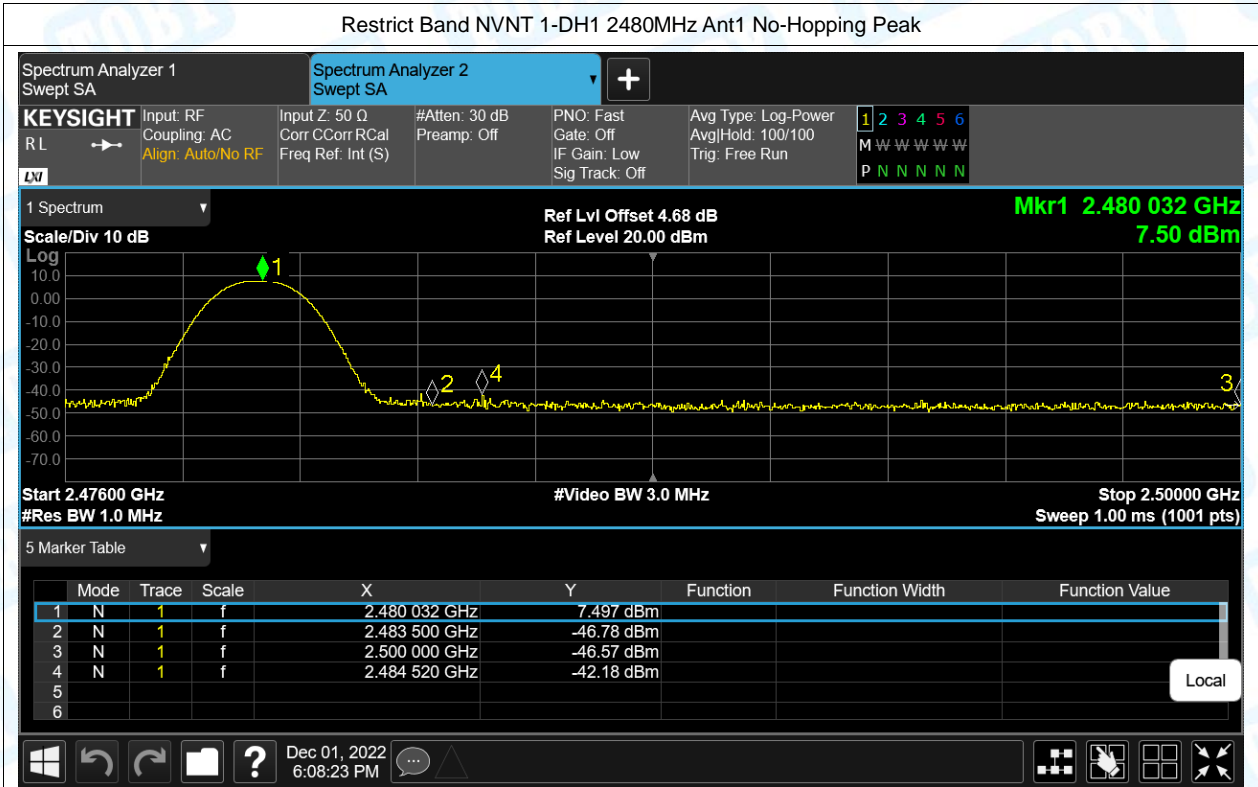 Restrict Band NVNT 1-DH1 2480MHz Ant1 No-Hopping Peak
Spectrum Analyzer 1
Swept SA
Spectrum Analyzer 2
Swept SA
KEYSIGHT
R L
LXI
Input: RF
Coupling: AC
Align: Auto/No RF
Input Z: 50 Ω
Corr CCorr RCal
Freq Ref: Int (S)
#Atten: 30 dB
Preamp: Off
PNO: Fast
Gate: Off
IF Gain: Low
Sig Track: Off
Avg Type: Log-Power
Avg|Hold: 100/100
Trig: Free Run
1 2 3 4 5 6
M W W W W W
P N N N N N
1 Spectrum
Scale/Div 10 dB
Ref Lvl Offset 4.68 dB
Ref Level 20.00 dBm
Mkr1 2.480 032 GHz
7.50 dBm
Log
10.0
0.00
-10.0
-20.0
-30.0
-40.0
-50.0
-60.0
-70.0
1
2
4
3
Start 2.47600 GHz
#Res BW 1.0 MHz
#Video BW 3.0 MHz
Stop 2.50000 GHz
Sweep 1.00 ms (1001 pts)
5 Marker Table
Mode Trace Scale X Y Function Function Width Function Value
1 N 1 f 2.480 032 GHz 7.497 dBm
2 N 1 f 2.483 500 GHz -46.78 dBm
3 N 1 f 2.500 000 GHz -46.57 dBm
4 N 1 f 2.484 520 GHz -42.18 dBm
5
6
Local
?
Dec 01, 2022
6:08:23 PM